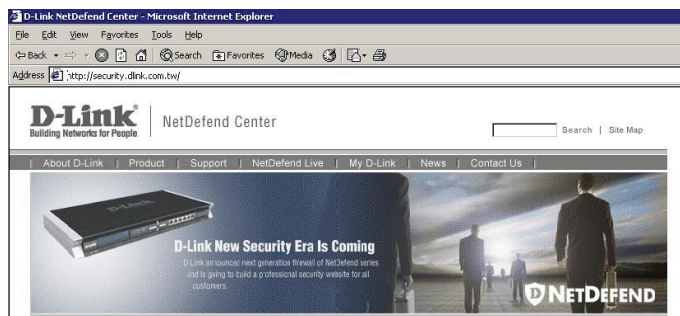 D-Link NetDefend Center - Microsoft Internet Explorer
File Edit View Favorites Tools Help
Back Search Favorites Media
Address http://security.dlink.com.tw/
D-Link®
Building Networks for People
NetDefend Center
Search | Site Map
| About D-Link | Product | Support | NetDefend Live | My D-Link | News | Contact Us |
D-Link
D-Link New Security Era Is Coming
D-Link announced next generation firewall of NetDefend series
and is going to build a professional security website for all
customers.
NETDEFEND